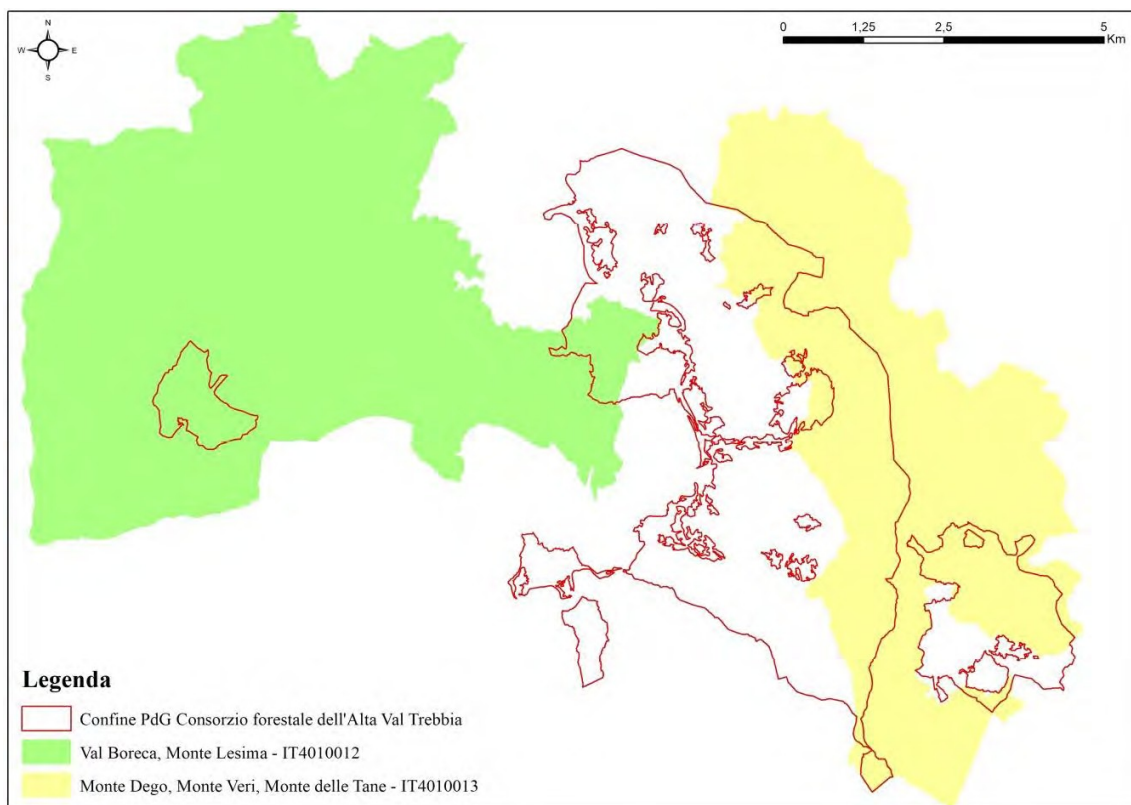 N
W E
S
0 1,25 2,5 5
Km
Legenda
Confine PdG Consorzio forestale dell'Alta Val Trebbia
Val Boreca, Monte Lesima - IT4010012
Monte Dego, Monte Veri, Monte delle Tane - IT4010013